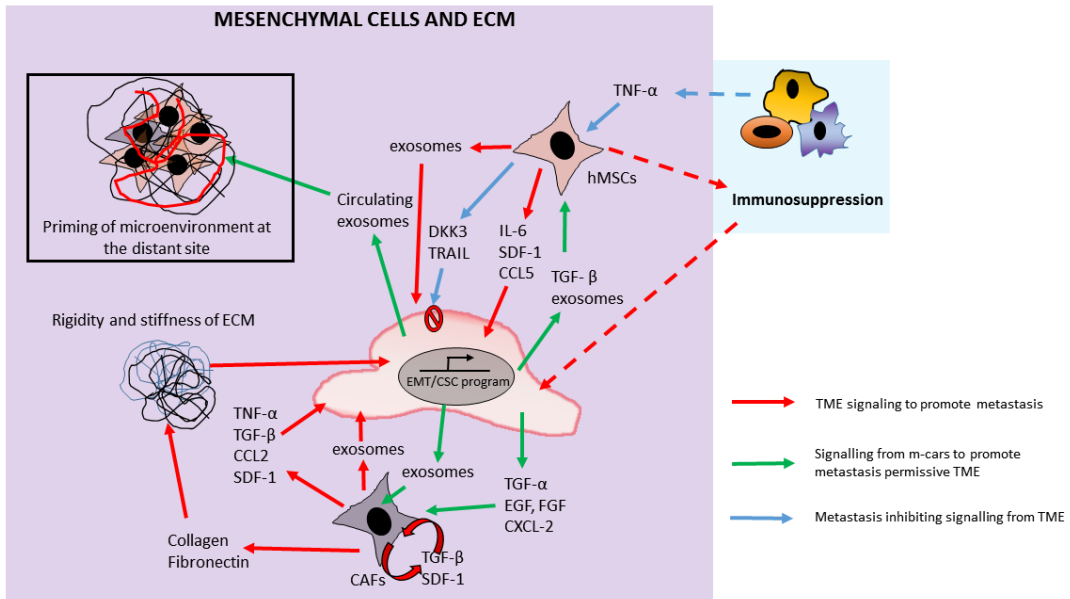 MESENCHYMAL CELLS AND ECM
TNF-α
exosomes
hMSCs
Immunosuppression
Circulating
exosomes
Priming of microenvironment at
the distant site
DKK3
TRAIL
IL-6
SDF-1
CCL5
TGF- β
exosomes
Rigidity and stiffness of ECM
EMT/CSC program
TNF-α
TGF-β
CCL2
SDF-1
exosomes
exosomes
TGF-α
EGF, FGF
CXCL-2
Collagen
Fibronectin
CAFs
TGF-β
SDF-1
TME signaling to promote metastasis
Signalling from m-cars to promote
metastasis permissive TME
Metastasis inhibiting signalling from TME